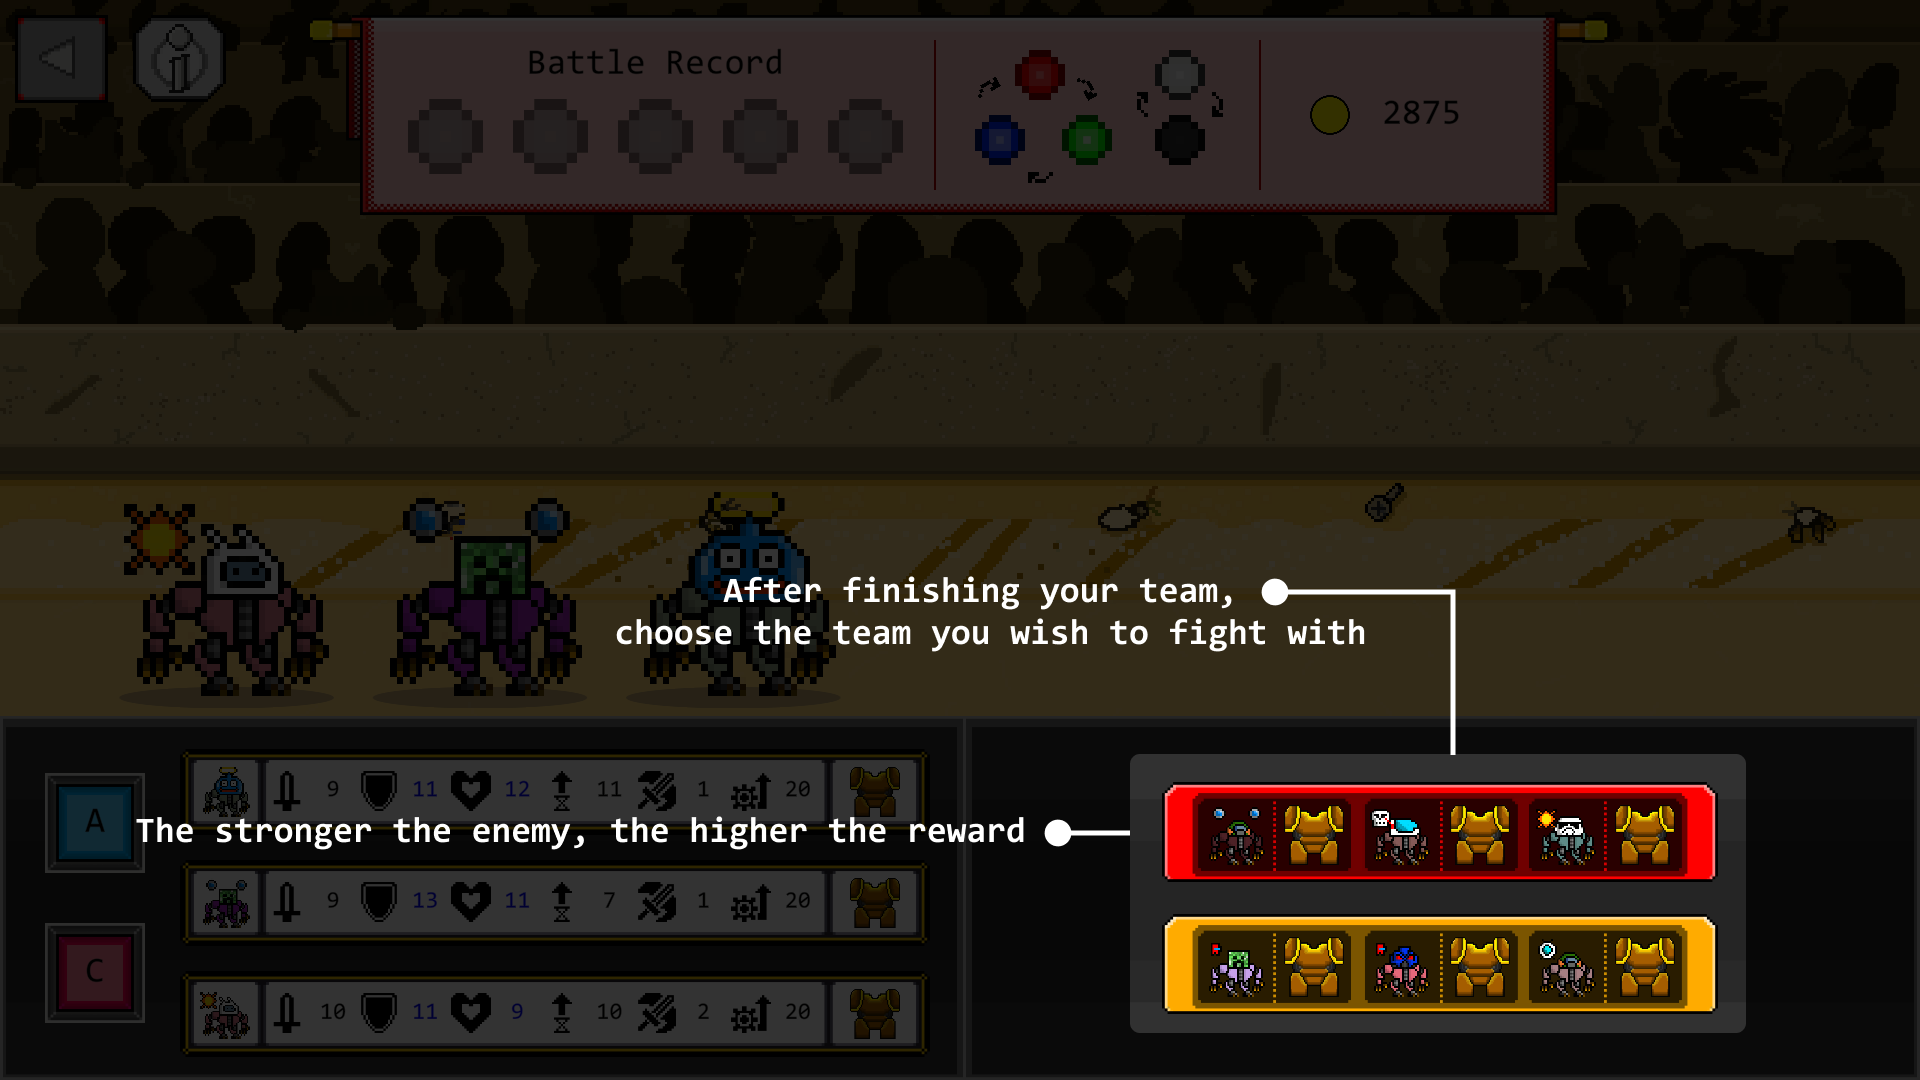 Battle Record
2875
After finishing your team,
choose the team you wish to fight with
A
9 11 12 11 1 20
The stronger the enemy, the higher the reward
9 13 11 7 1 20
C
10 11 9 10 2 20